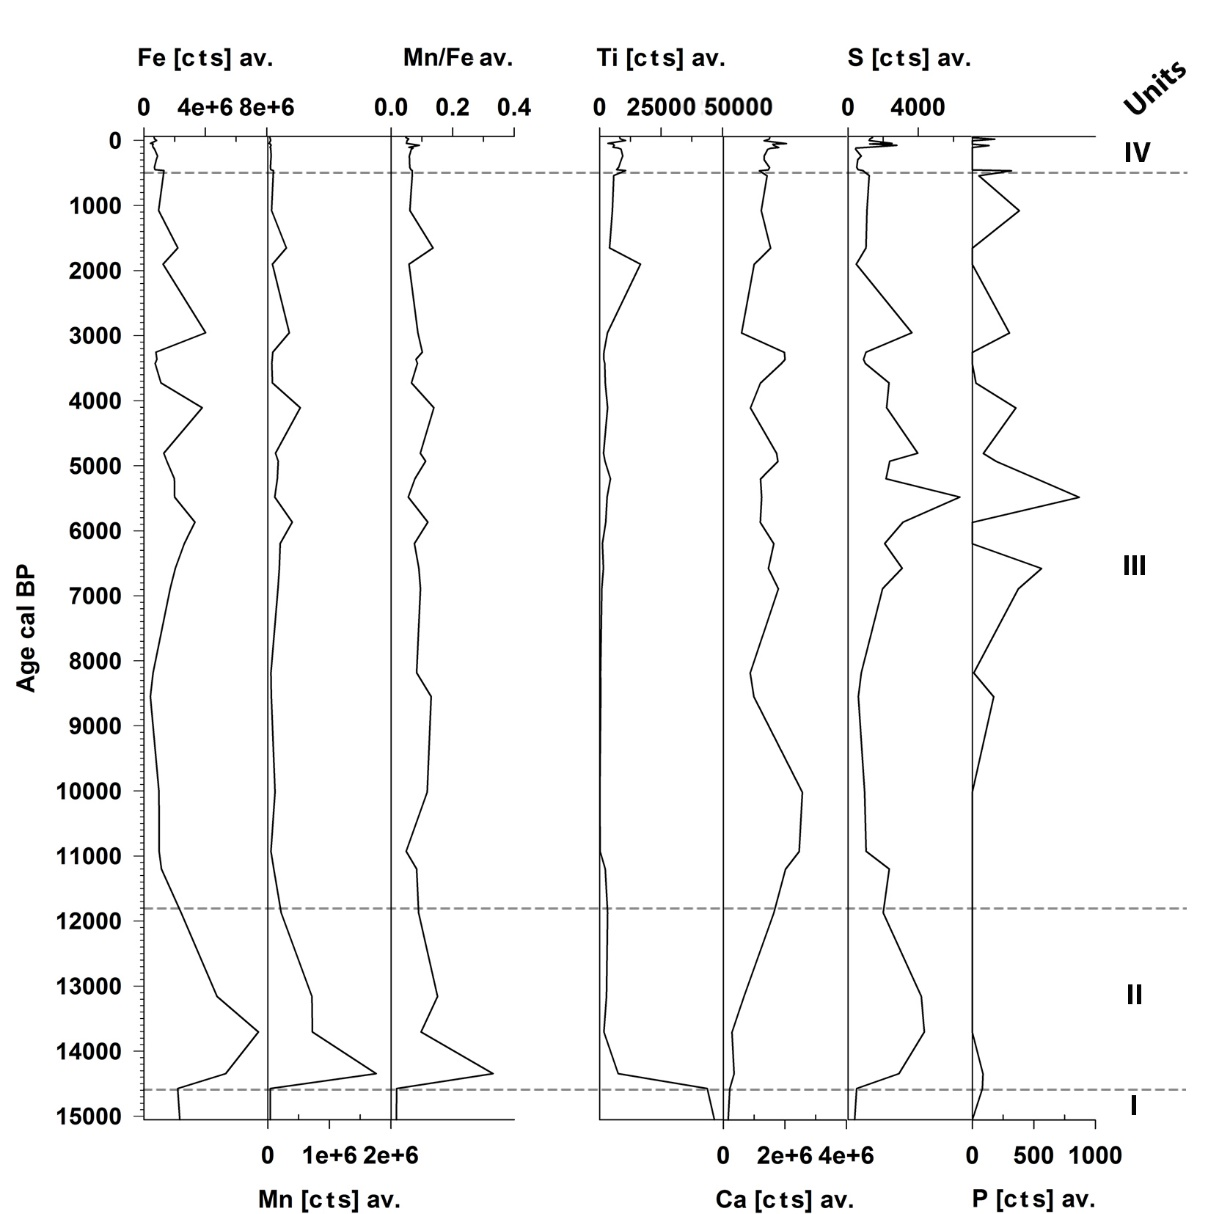 Fe [cts] av. Mn/Fe av. Ti [cts] av. S [cts] av.
Units
0 4e+6 8e+6 0.0 0.2 0.4 0 25000 50000 0 4000
0
IV
1000
2000
3000
4000
5000
6000
III
7000
8000
9000
10000
11000
12000
13000
II
14000
15000
I
Age cal BP
0 1e+6 2e+6 0 2e+6 4e+6 0 500 1000
Mn [cts] av. Ca [cts] av. P [cts] av.